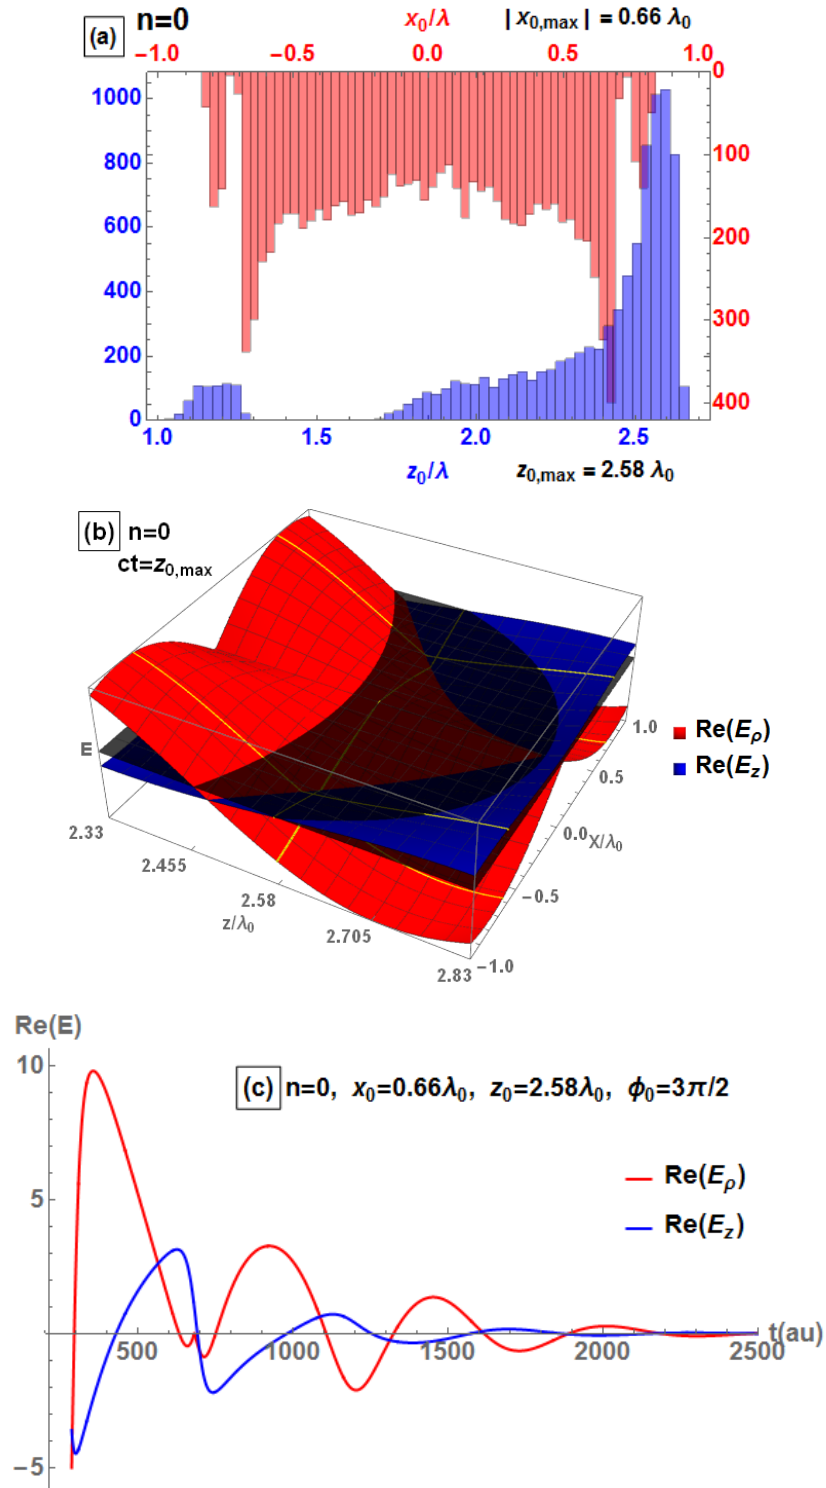 (a) n=0 x₀/λ |x₀,max| = 0.66 λ₀
−1.0 −0.5 0.0 0.5 1.0
0
1000
100
800
600
200
400
300
200
400
0
1.0 1.5 2.0 2.5
z₀/λ z₀,max = 2.58 λ₀
(b) n=0
ct=z₀,max
E
2.33
2.455
2.58
z/λ₀
2.705
2.83
−1.0
−0.5
0.0
X/λ₀
0.5
1.0
Re(Eρ)
Re(E_z)
Re(E)
10
(c) n=0, x₀=0.66λ₀, z₀=2.58λ₀, ϕ₀=3π/2
Re(Eρ)
5
Re(E_z)
t(au)
500 1000 1500 2000 2500
−5